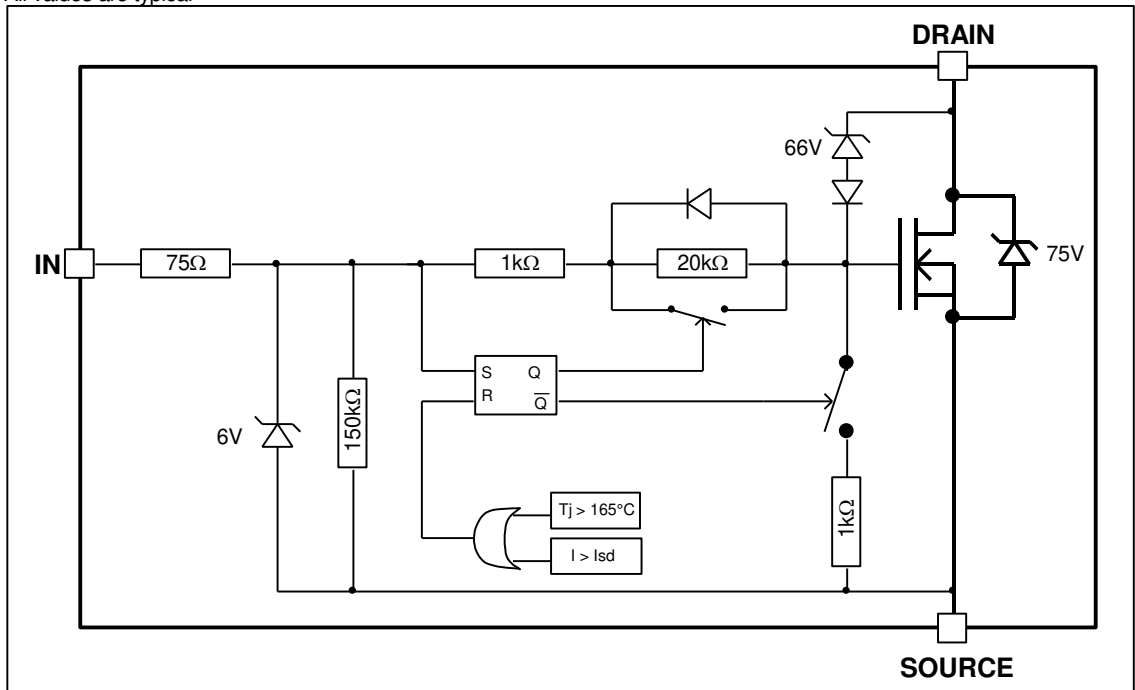 All values are typical
DRAIN
66V
75V
IN
75Ω
1kΩ
20kΩ
S Q
R Q̅
6V
150kΩ
Tj > 165°C
I > Isd
1kΩ
SOURCE